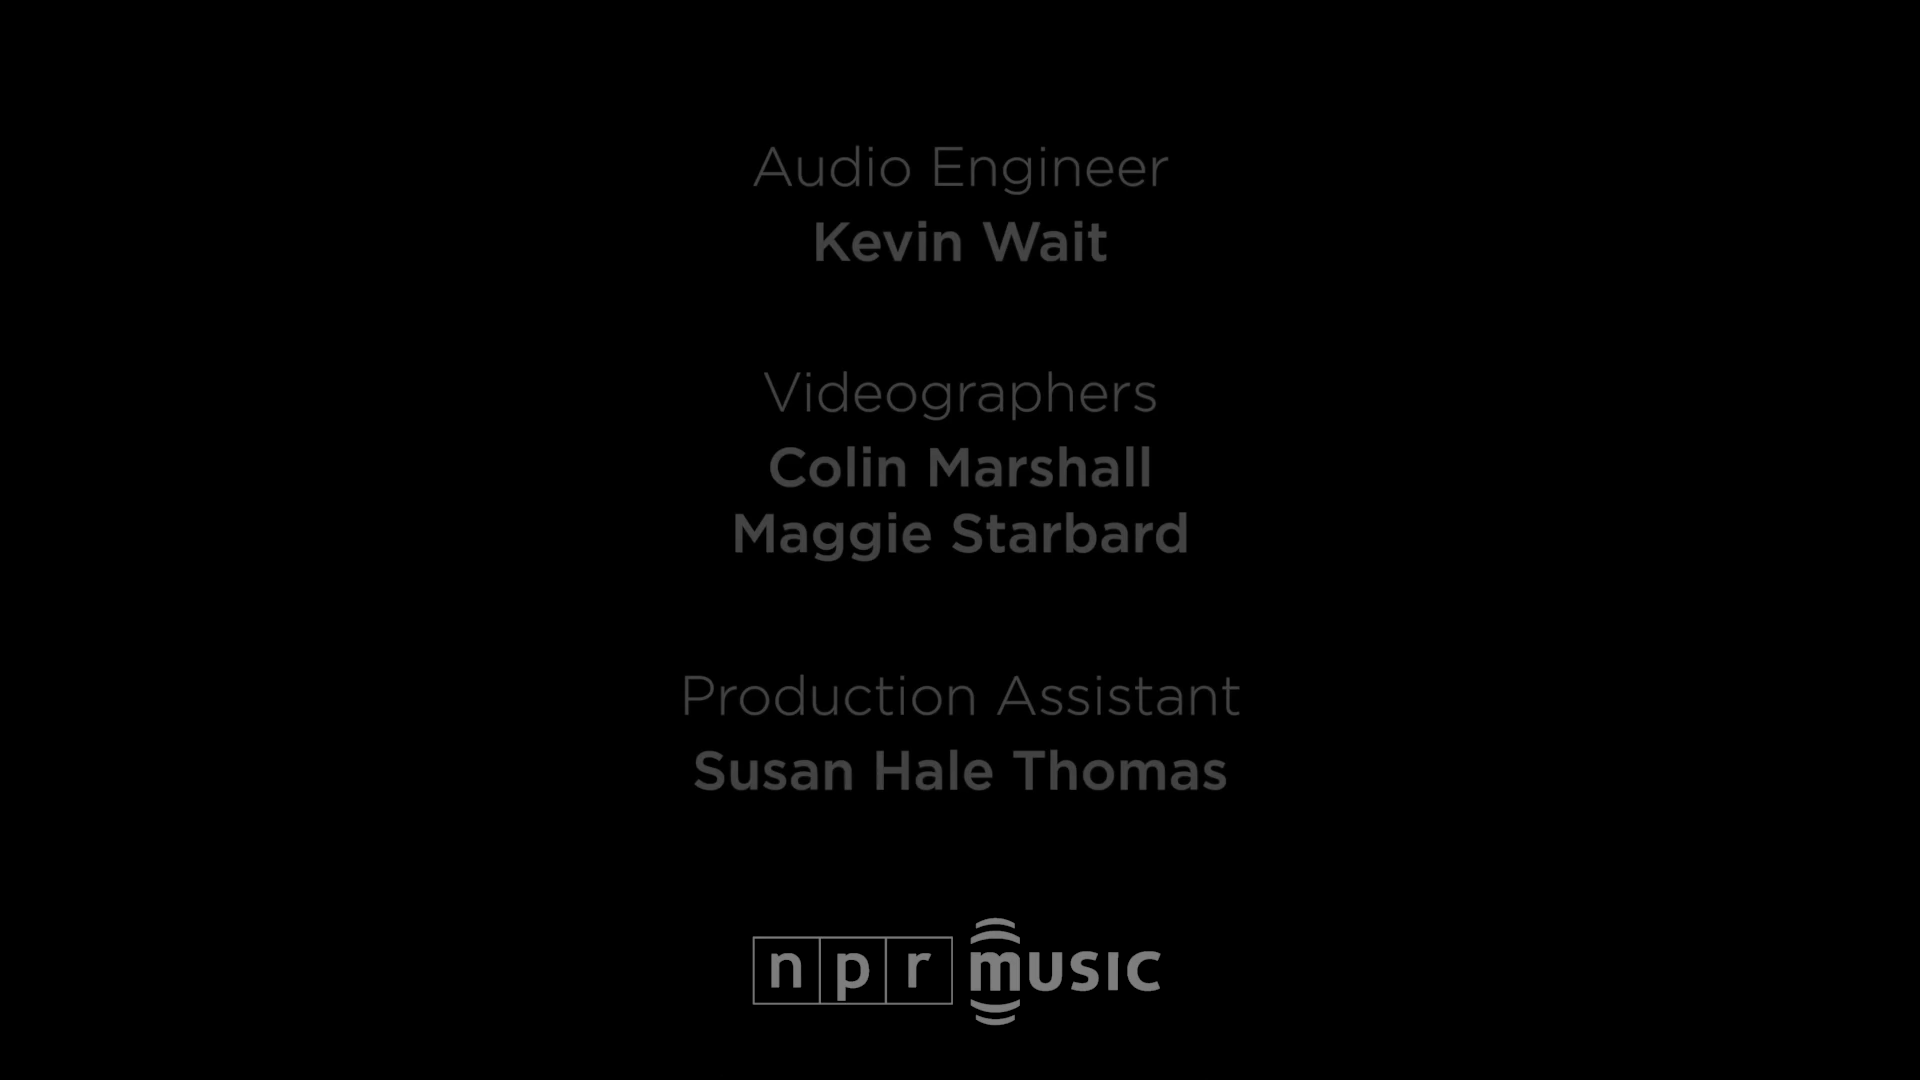 Audio Engineer
Kevin Wait
Videographers
Colin Marshall
Maggie Starbard
Production Assistant
Susan Hale Thomas
npr music